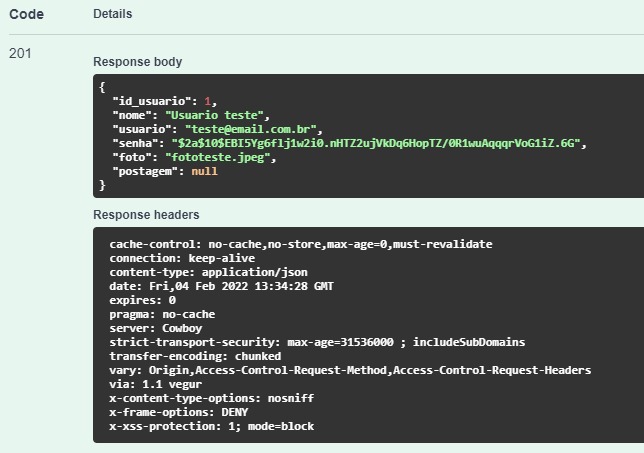 Code Details
201
Response body
{
"id_usuario": 1,
"nome": "Usuario teste",
"usuario": "teste@email.com.br",
"senha": "$2a$10$EBI5Yg6flj1w2i0.nHTZ2ujVkDq6HopTZ/0R1wuAqqqrVoG1iZ.6G",
"foto": "fototeste.jpeg",
"postagem": null
}
Response headers
cache-control: no-cache,no-store,max-age=0,must-revalidate
connection: keep-alive
content-type: application/json
date: Fri,04 Feb 2022 13:34:28 GMT
expires: 0
pragma: no-cache
server: Cowboy
strict-transport-security: max-age=31536000 ; includeSubDomains
transfer-encoding: chunked
vary: Origin,Access-Control-Request-Method,Access-Control-Request-Headers
via: 1.1 vegur
x-content-type-options: nosniff
x-frame-options: DENY
x-xss-protection: 1; mode=block